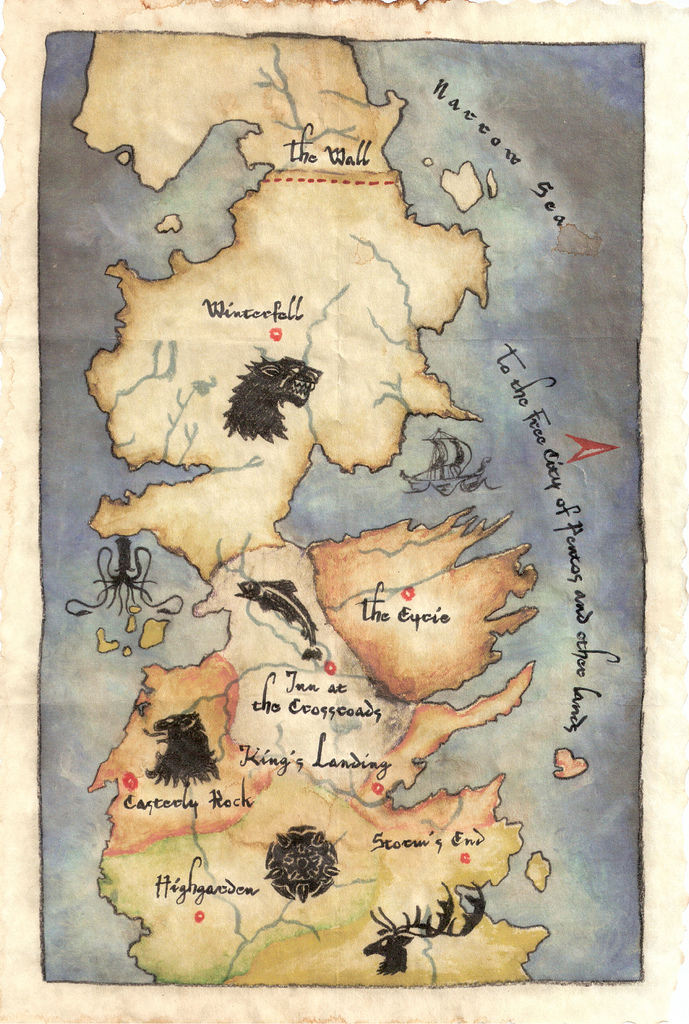 Narrow Sea
the Wall
Winterfell
To the Free City of Pentos, and other lands
the Eyrie
Inn at
the Crossroads
King's Landing
Casterly Rock
Storm's End
Highgarden